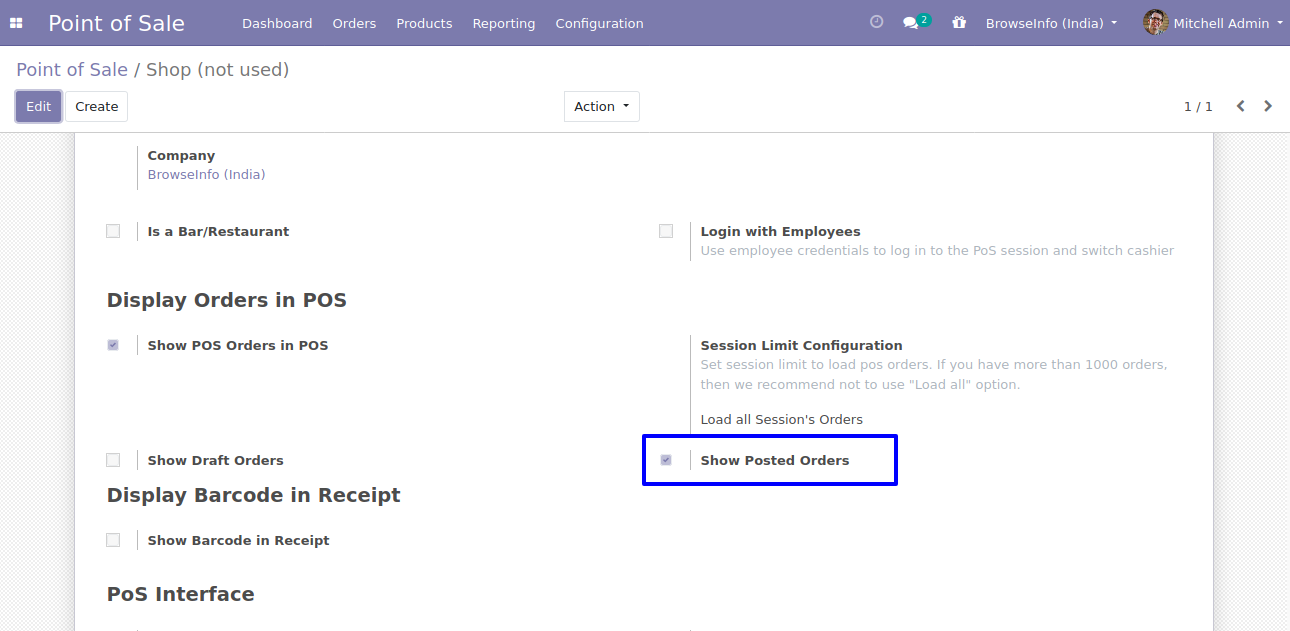 Point of Sale Dashboard Orders Products Reporting Configuration 2 BrowseInfo (India) Mitchell Admin
Point of Sale / Shop (not used)
Edit Create Action 1 / 1
Company
BrowseInfo (India)
Is a Bar/Restaurant
Login with Employees
Use employee credentials to log in to the PoS session and switch cashier
Display Orders in POS
Show POS Orders in POS
Session Limit Configuration
Set session limit to load pos orders. If you have more than 1000 orders,
then we recommend not to use "Load all" option.
Load all Session's Orders
Show Draft Orders
Show Posted Orders
Display Barcode in Receipt
Show Barcode in Receipt
PoS Interface